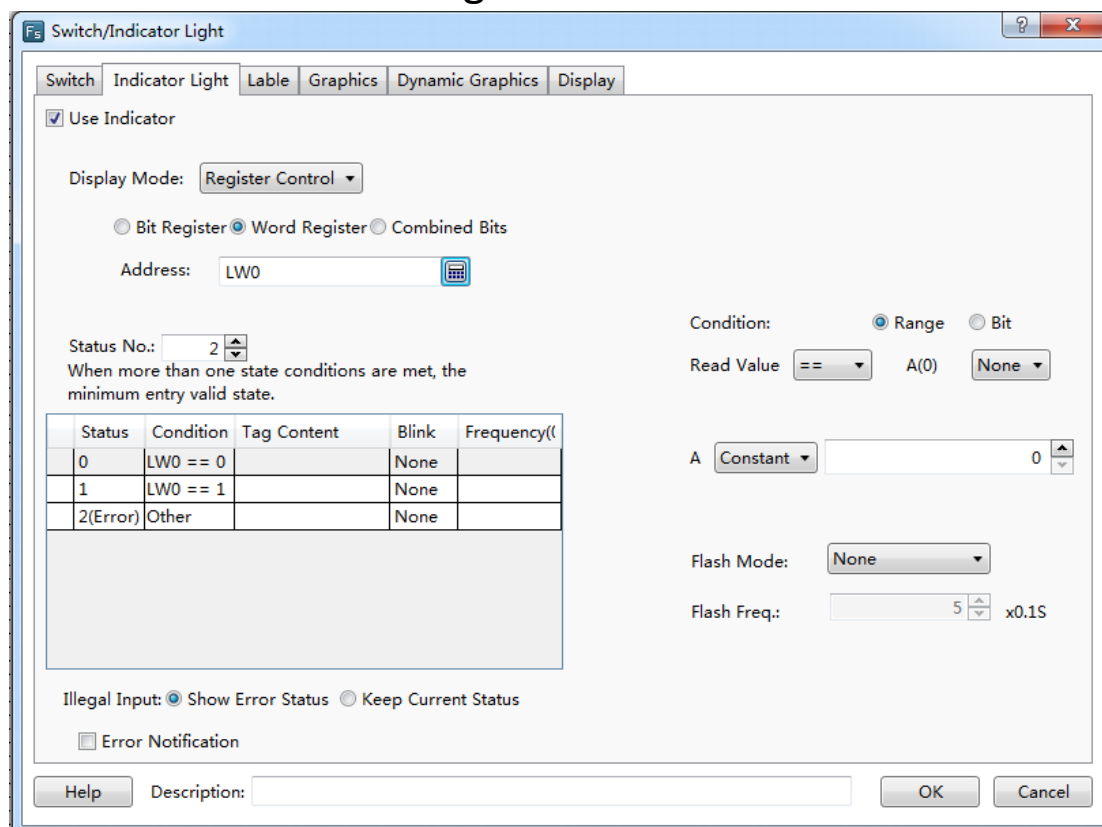 Fs Switch/Indicator Light ? X
Switch Indicator Light Lable Graphics Dynamic Graphics Display
Use Indicator
Display Mode: Register Control
Bit Register Word Register Combined Bits
Address: LW0
Condition: Range Bit
Status No.: 2
Read Value == A(0) None
When more than one state conditions are met, the
minimum entry valid state.
Status Condition Tag Content Blink Frequency((
0 LW0 == 0 None
A Constant 0
1 LW0 == 1 None
2(Error) Other None
Flash Mode: None
Flash Freq.: 5 x0.1S
Illegal Input: Show Error Status Keep Current Status
Error Notification
Help Description: OK Cancel